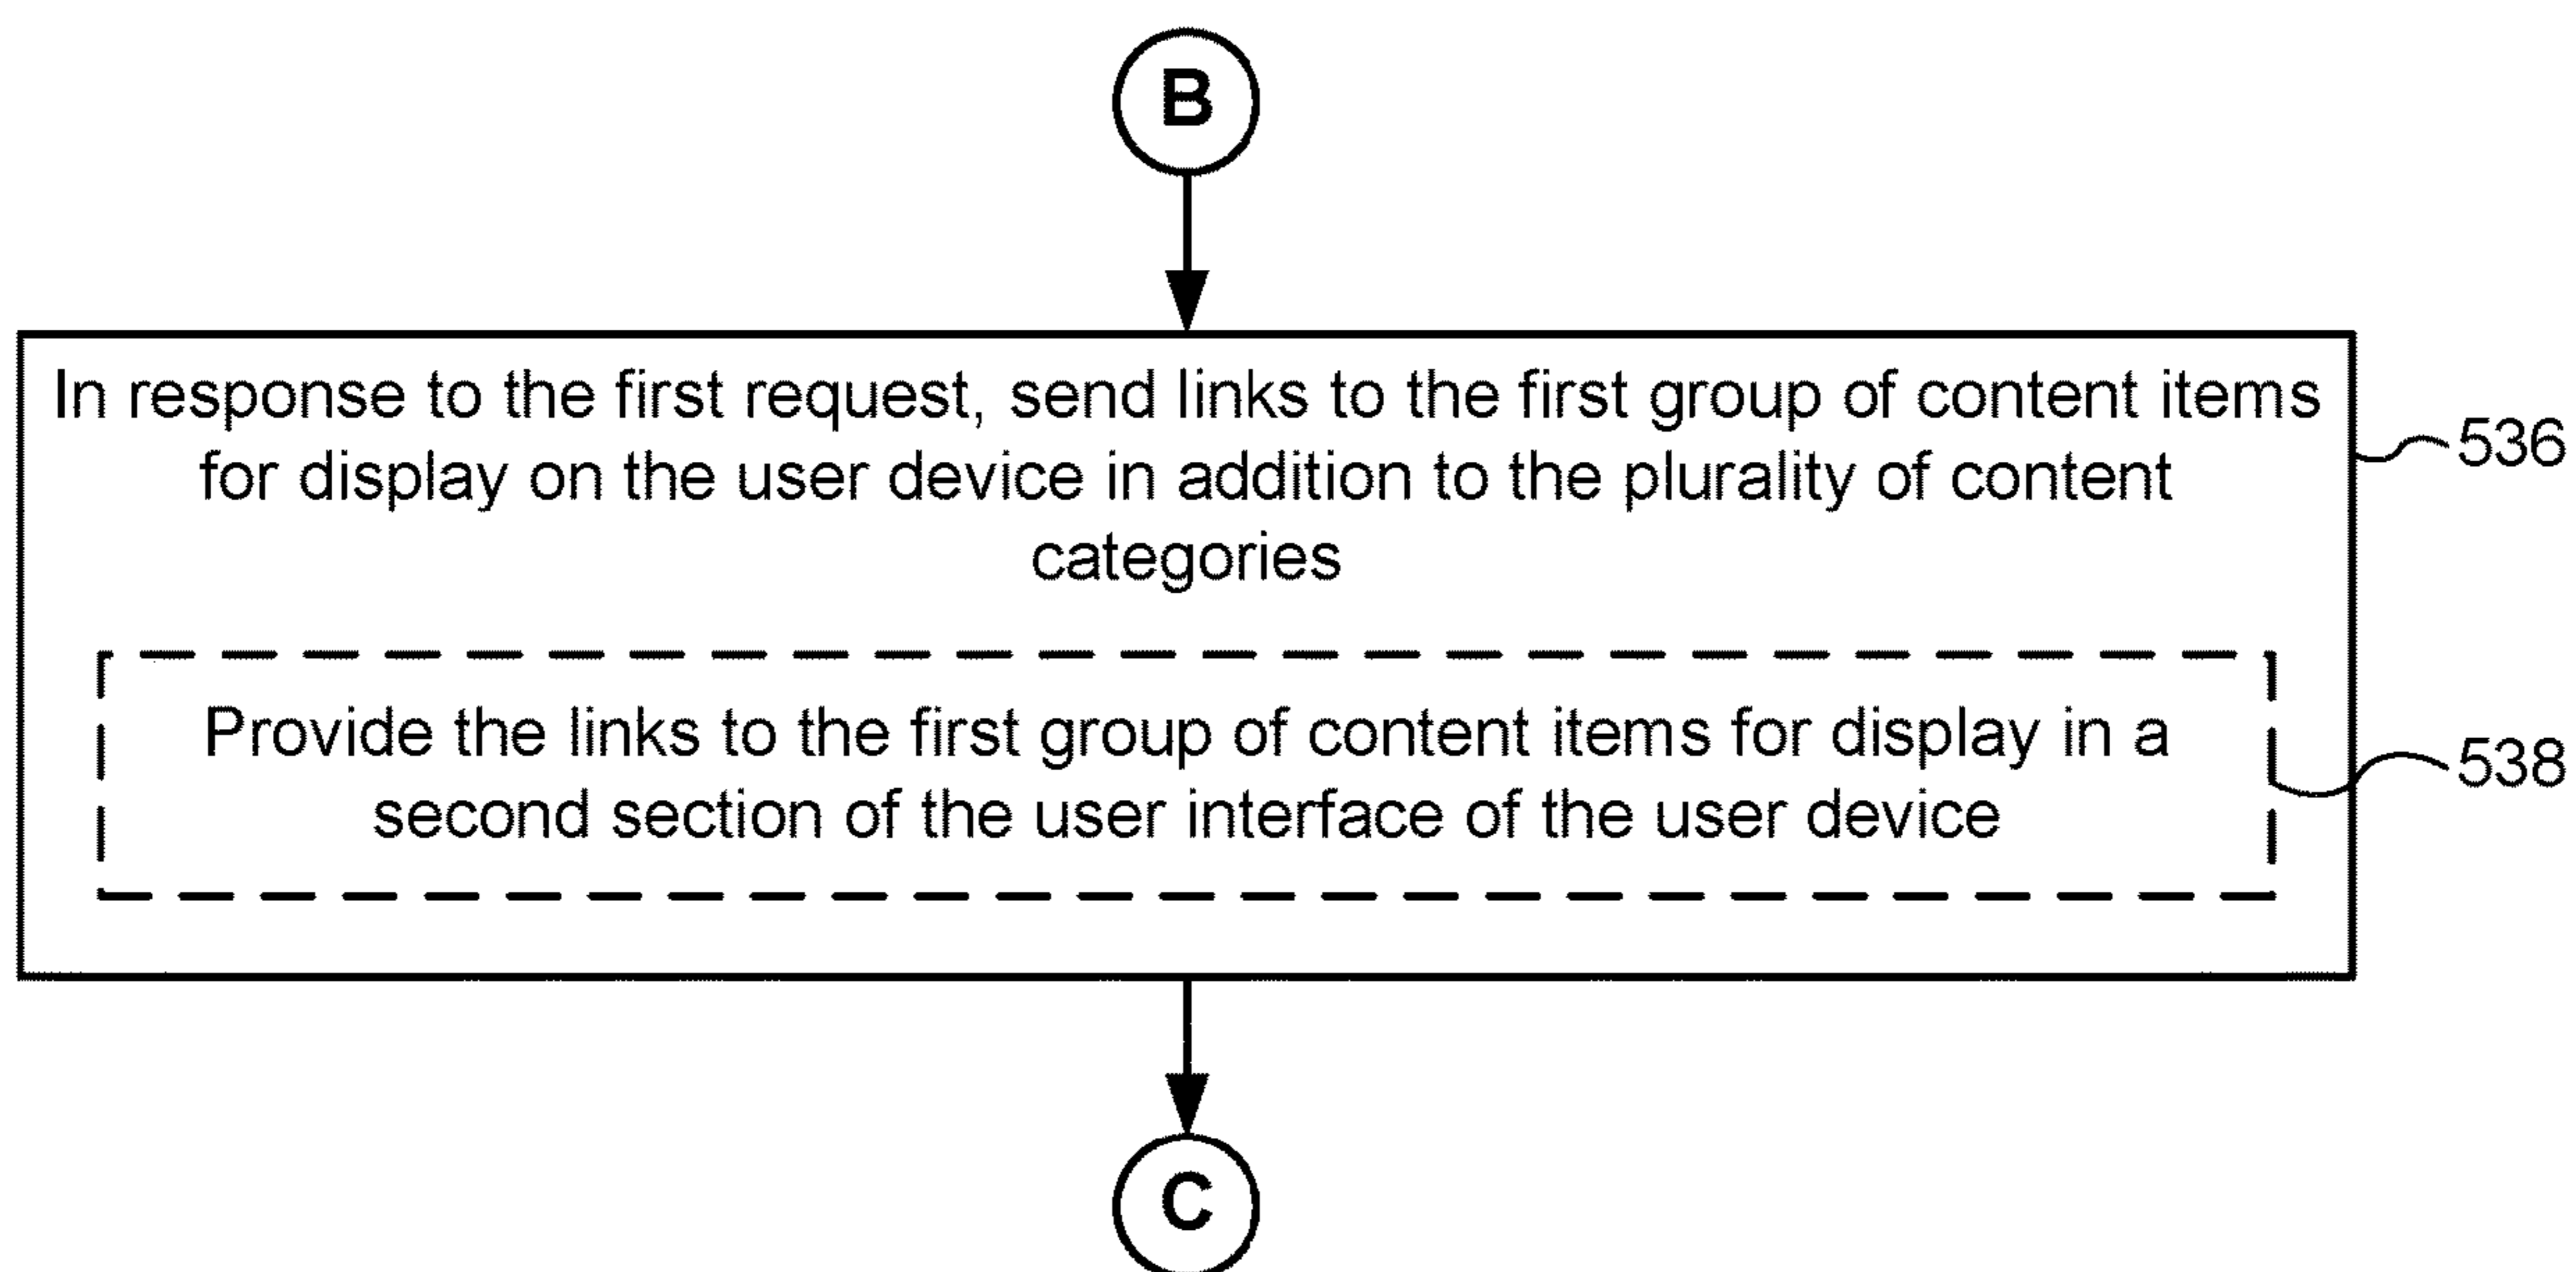 B
In response to the first request, send links to the first group of content items
for display on the user device in addition to the plurality of content
categories
536
Provide the links to the first group of content items for display in a
second section of the user interface of the user device
538
C